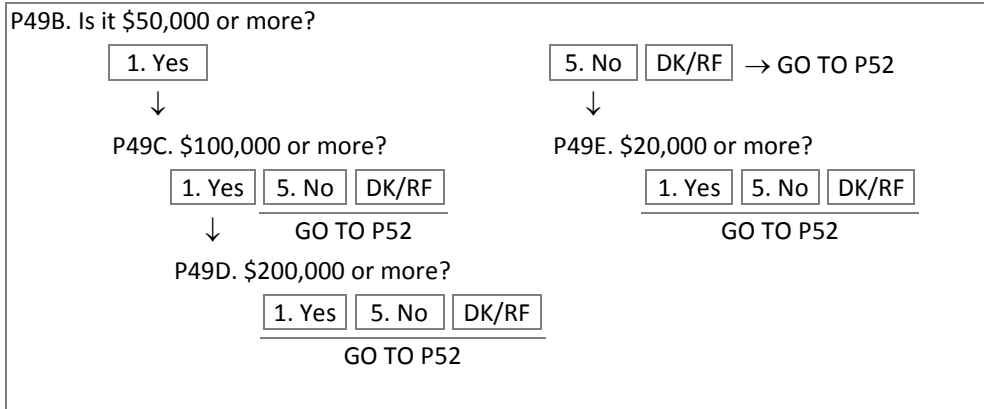 P49B. Is it $50,000 or more?
1. Yes 5. No DK/RF → GO TO P52
↓ ↓
P49C. $100,000 or more? P49E. $20,000 or more?
1. Yes 5. No DK/RF 1. Yes 5. No DK/RF
↓ GO TO P52 GO TO P52
P49D. $200,000 or more?
1. Yes 5. No DK/RF
GO TO P52